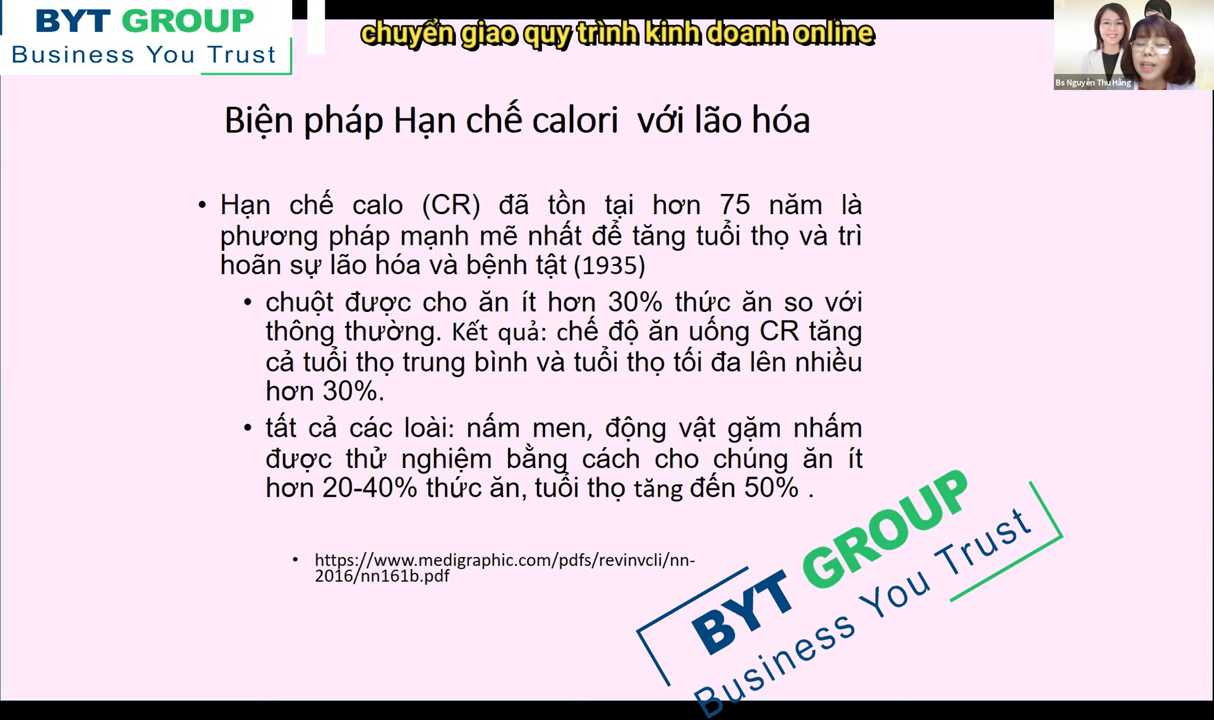 BYT GROUP
Business You Trust
chuyển giao quy trình kinh doanh online
Bs Nguyễn Thu Hằng
Biện pháp Hạn chế calori với lão hóa
• Hạn chế calo (CR) đã tồn tại hơn 75 năm là
phương pháp mạnh mẽ nhất để tăng tuổi thọ và trì
hoãn sự lão hóa và bệnh tật (1935)
• chuột được cho ăn ít hơn 30% thức ăn so với
thông thường. Kết quả: chế độ ăn uống CR tăng
cả tuổi thọ trung bình và tuổi thọ tối đa lên nhiều
hơn 30%.
• tất cả các loài: nấm men, động vật gặm nhấm
được thử nghiệm bằng cách cho chúng ăn ít
hơn 20-40% thức ăn, tuổi thọ tăng đến 50% .
• https://www.medigraphic.com/pdfs/revinvcli/nn-
2016/nn161b.pdf
BYT GROUP
Business You Trust